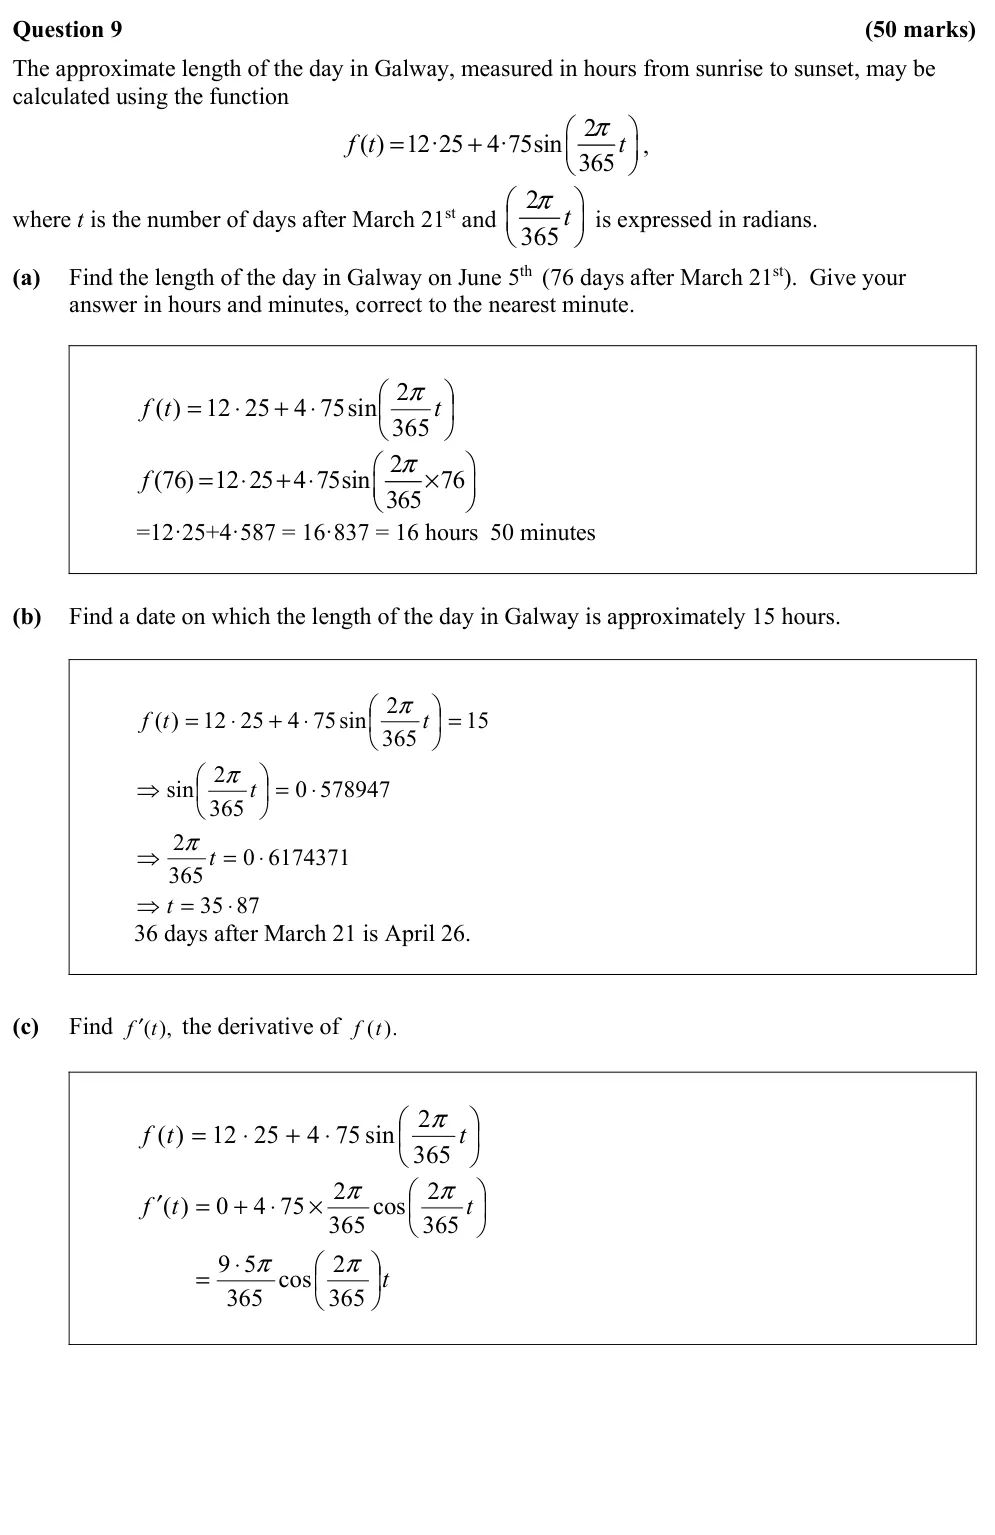 Question 9 (50 marks)
The approximate length of the day in Galway, measured in hours from sunrise to sunset, may be
calculated using the function
f(t) = 12·25 + 4·75 sin(2π/365 t),
where t is the number of days after March 21st and (2π/365 t) is expressed in radians.
(a) Find the length of the day in Galway on June 5th (76 days after March 21st). Give your
answer in hours and minutes, correct to the nearest minute.
f(t) = 12·25 + 4·75 sin(2π/365 t)
f(76) = 12·25 + 4·75 sin(2π/365 × 76)
=12·25+4·587 = 16·837 = 16 hours 50 minutes
(b) Find a date on which the length of the day in Galway is approximately 15 hours.
f(t) = 12·25 + 4·75 sin(2π/365 t) = 15
⇒ sin(2π/365 t) = 0·578947
⇒ 2π/365 t = 0·6174371
⇒ t = 35·87
36 days after March 21 is April 26.
(c) Find f′(t), the derivative of f(t).
f(t) = 12·25 + 4·75 sin(2π/365 t)
f′(t) = 0 + 4·75 × 2π/365 cos(2π/365 t)
= 9·5π/365 cos(2π/365)t